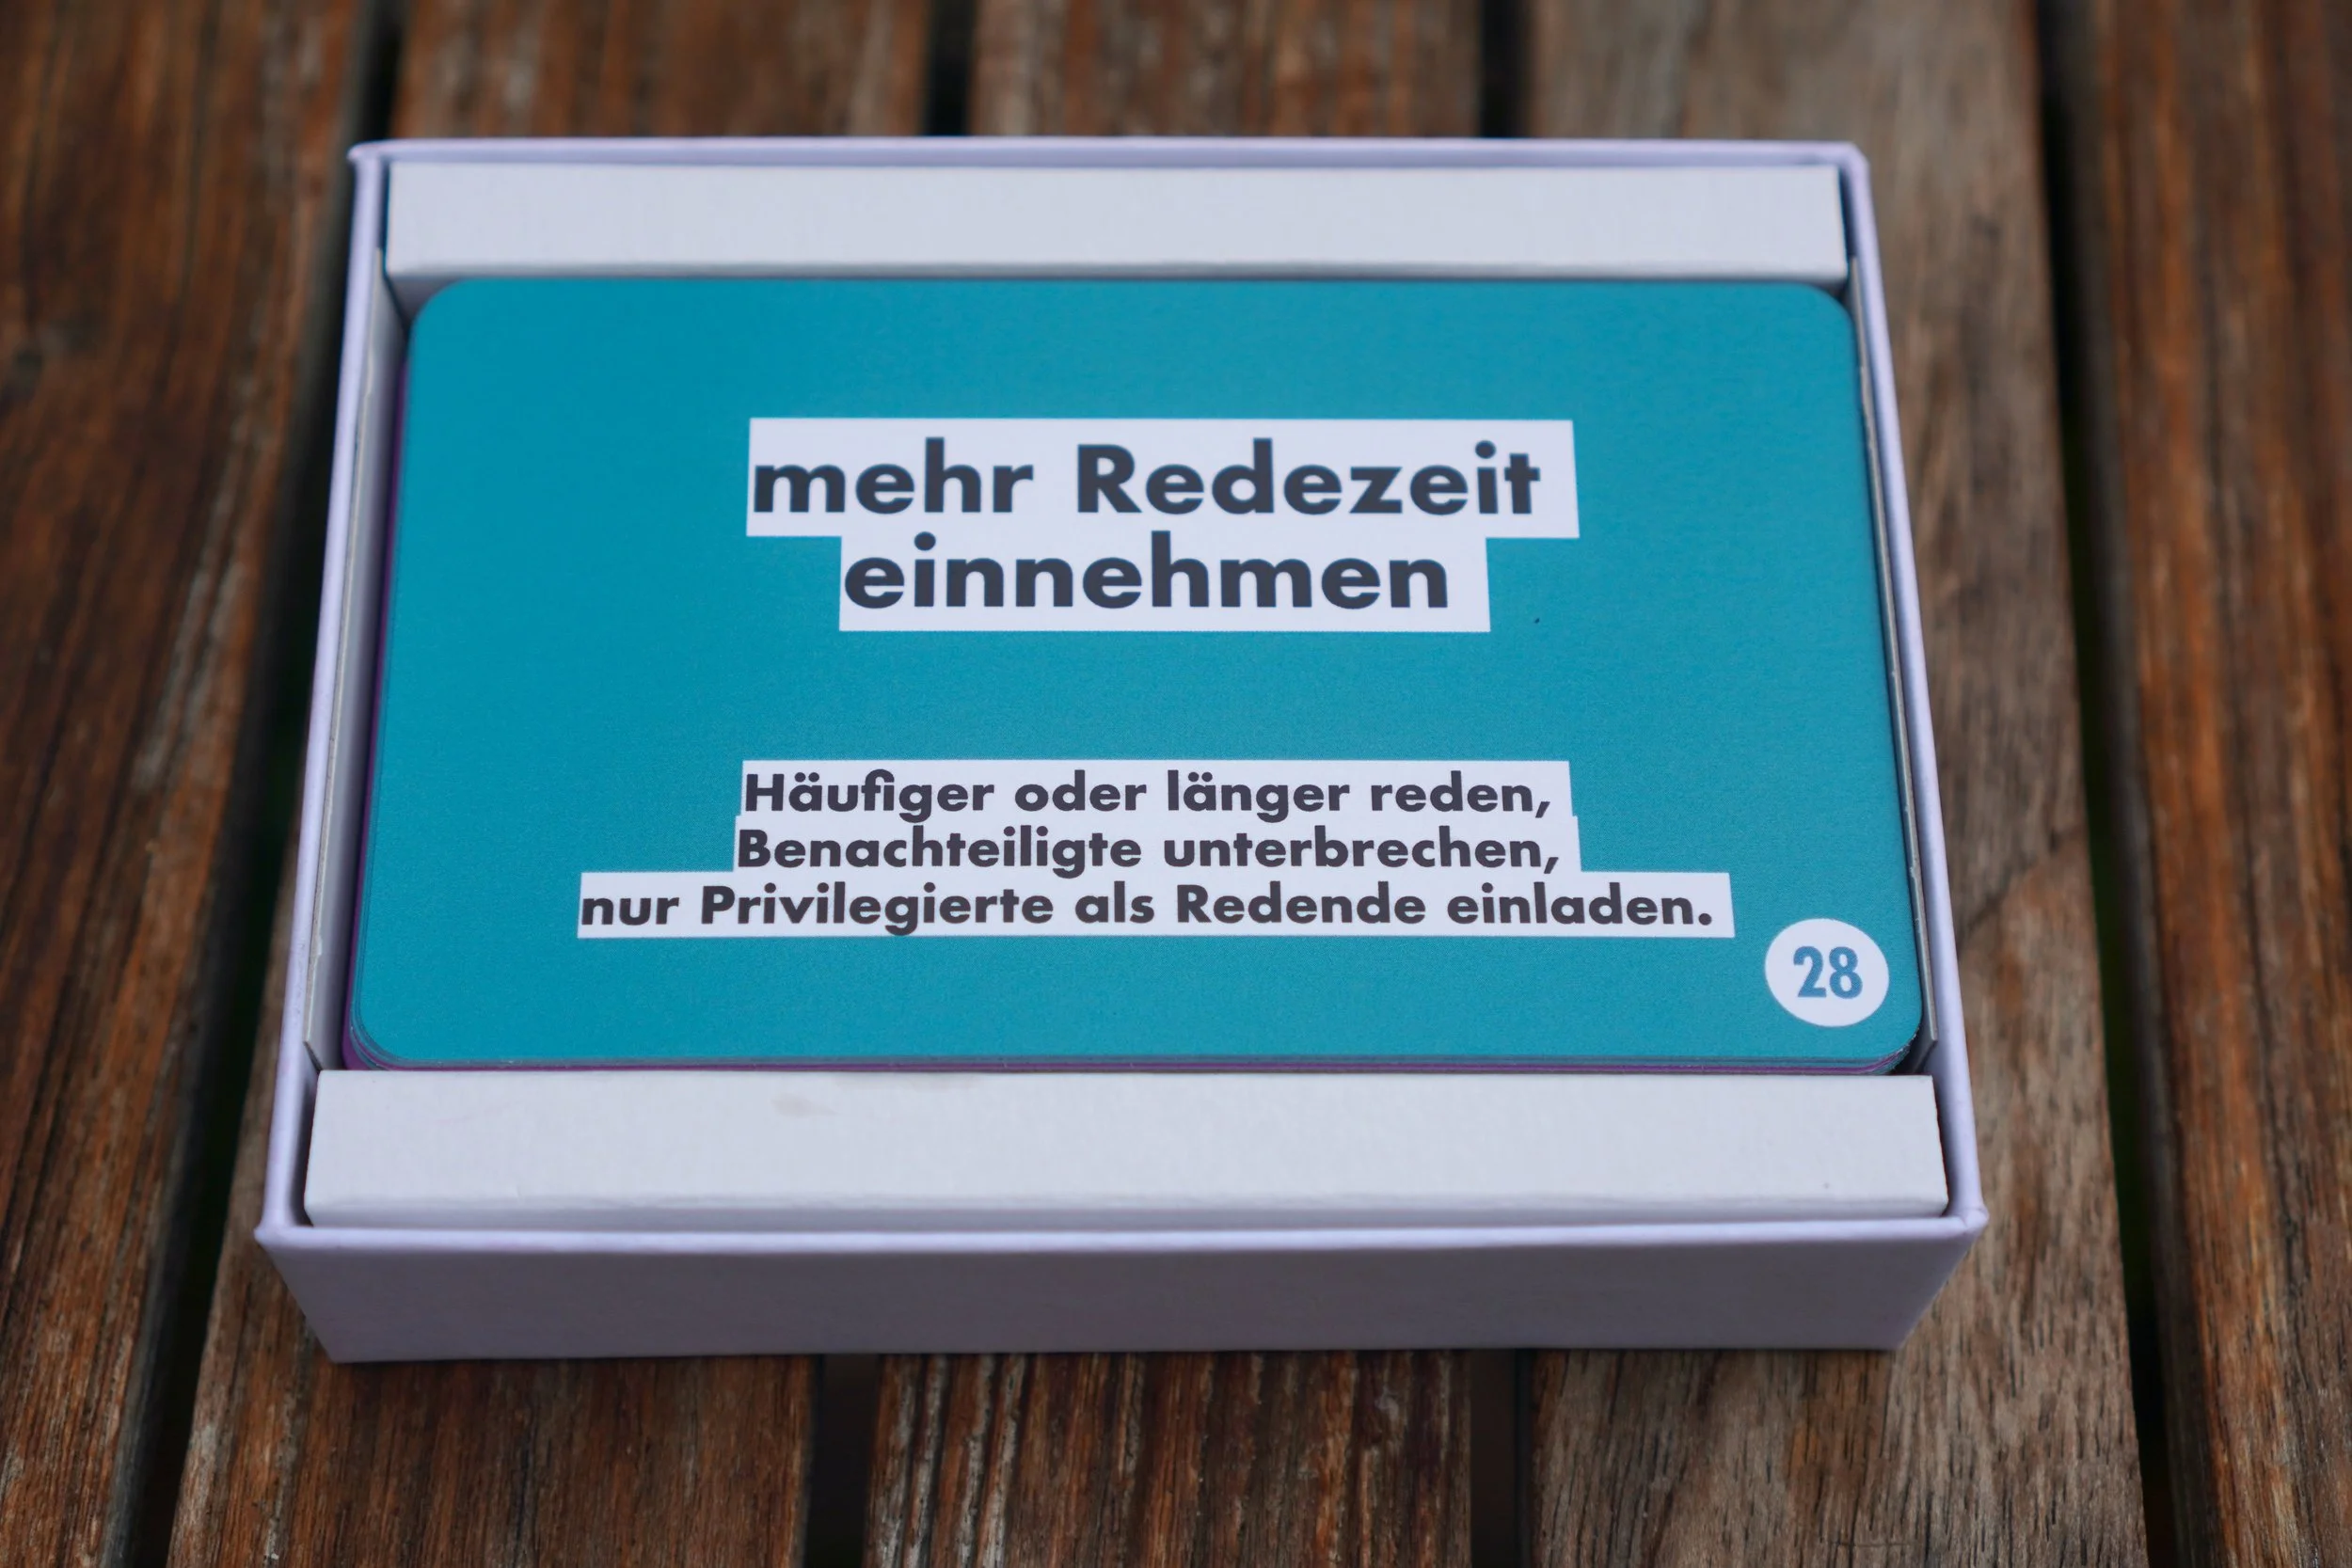 mehr Redezeit
einnehmen
Häufiger oder länger reden,
Benachteiligte unterbrechen,
nur Privilegierte als Redende einladen.
28